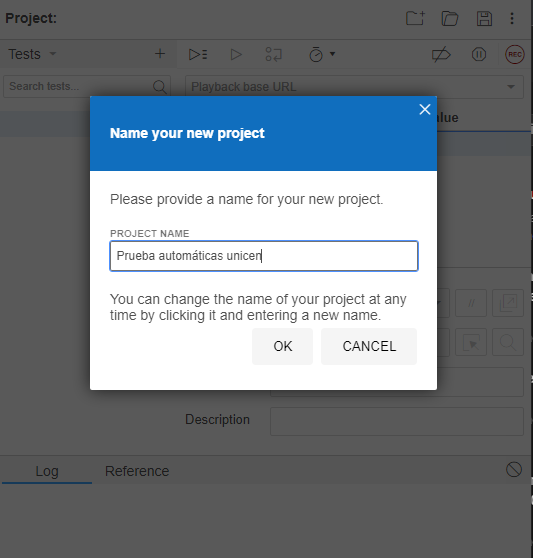 Project:
Tests
REC
Search tests...
Playback base URL
alue
Name your new project
Please provide a name for your new project.
PROJECT NAME
Prueba automáticas unicen
You can change the name of your project at any
time by clicking it and entering a new name.
OK CANCEL
//
Description
Log Reference